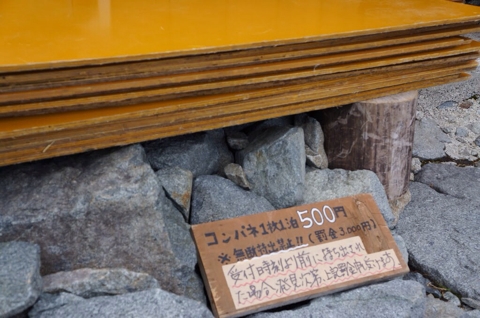 コンパネ1枚1泊500円
※無断持出禁止!!(罰金3,000円)
受付時刻より前に持ち出された
場合、発見次第、